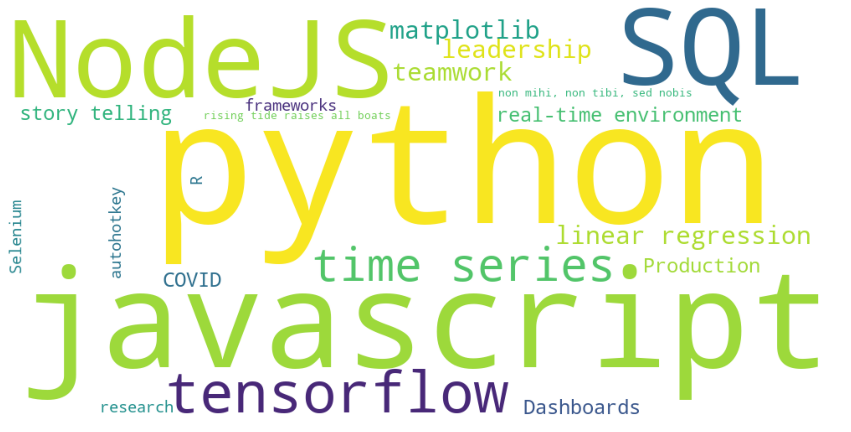 NodeJS
matplotlib
SQL
leadership
teamwork
non mihi, non tibi, sed nobis
frameworks
story telling
rising tide raises all boats
real-time environment
python
R
Selenium
autohotkey
linear regression
time series
Production
COVID
javascript
tensorflow
research
Dashboards